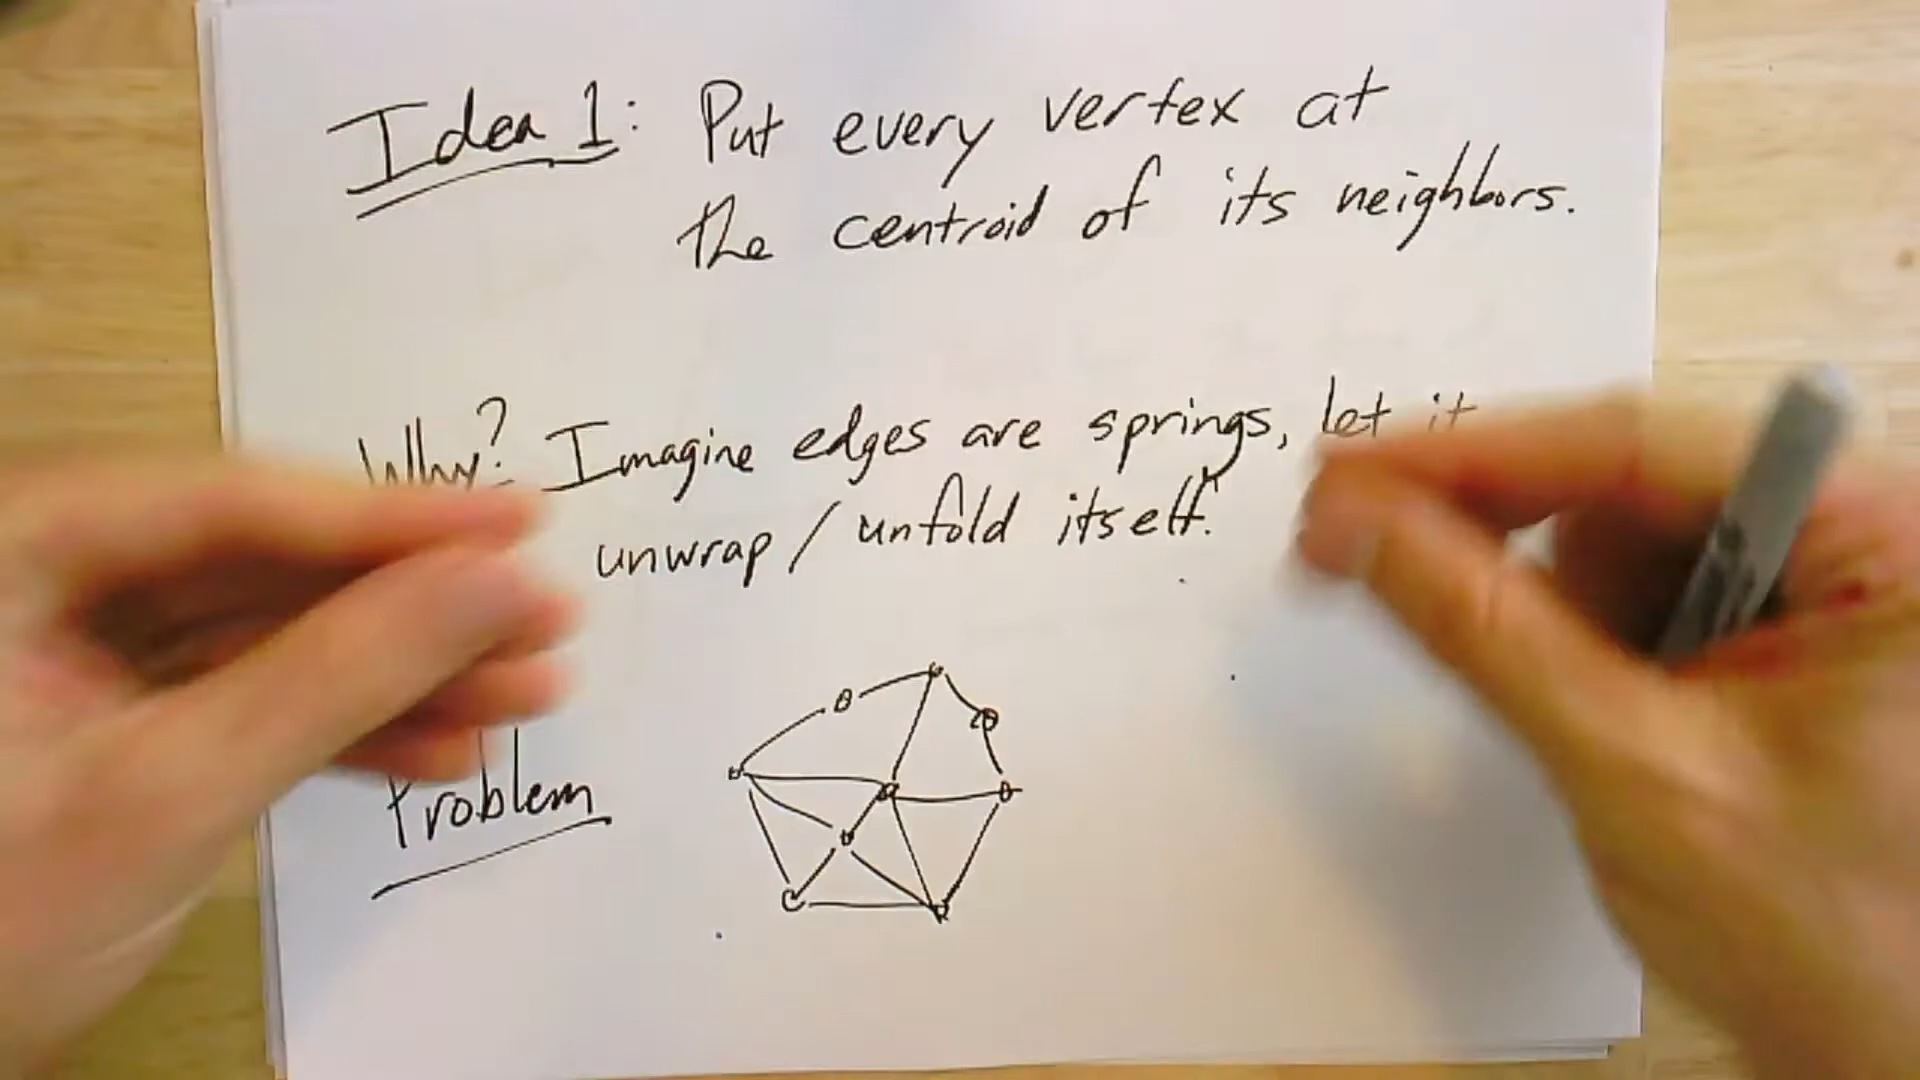 Idea 1: Put every vertex at
the centroid of its neighbors.
Why? Imagine edges are springs, let it
unwrap / unfold itself.
Problem